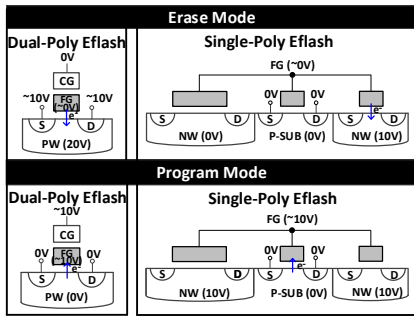 Erase Mode
Dual-Poly Eflash
0V
CG
~10V FG ~10V
(~0V)
e-
S D
PW (20V)
Single-Poly Eflash
FG (~0V)
0V 0V
e-
S D S D S D
NW (0V) P-SUB (0V) NW (10V)
Program Mode
Dual-Poly Eflash
~10V
CG
0V FG 0V
(~10V)
e-
S D
PW (0V)
Single-Poly Eflash
FG (~10V)
0V 0V
e-
S D S D S D
NW (10V) P-SUB (0V) NW (10V)